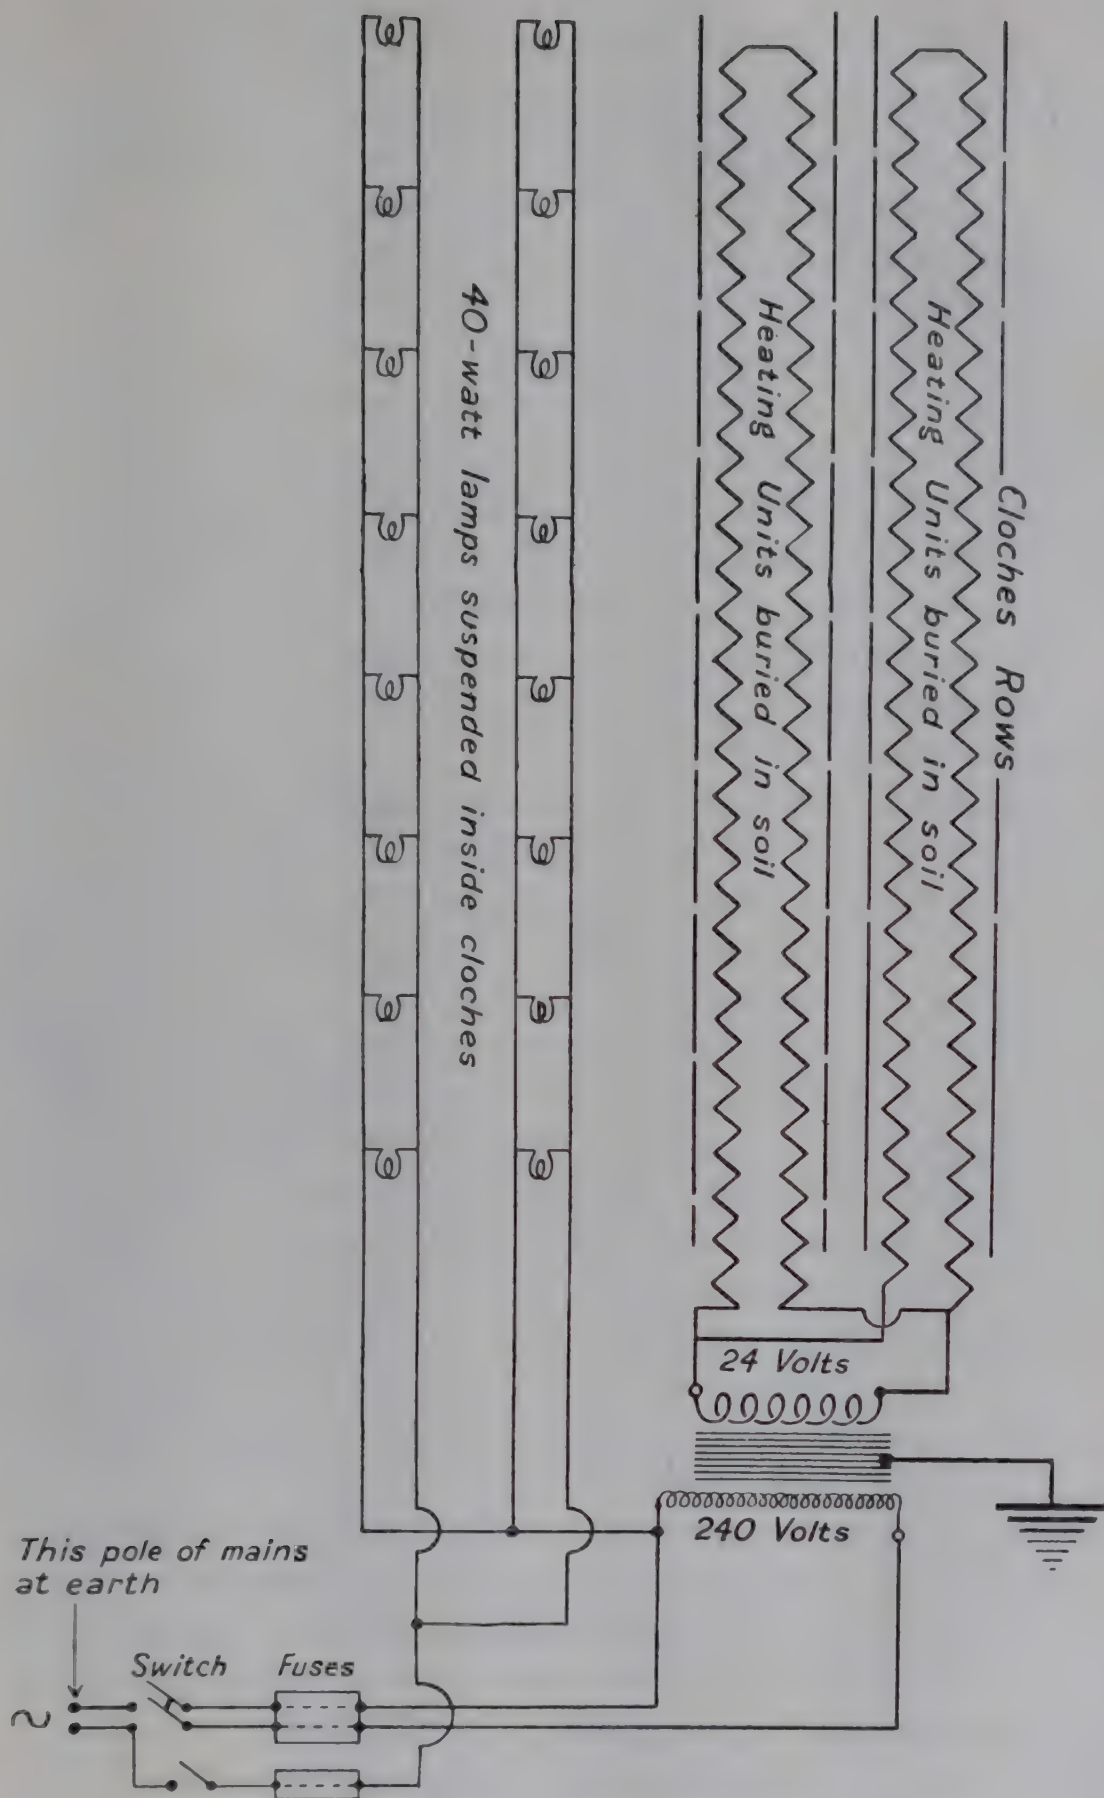 40-watt lamps suspended inside cloches
Heating Units buried in soil
Heating Units buried in soil
Cloches Rows
24 Volts
240 Volts
This pole of mains
at earth
Switch
Fuses
~